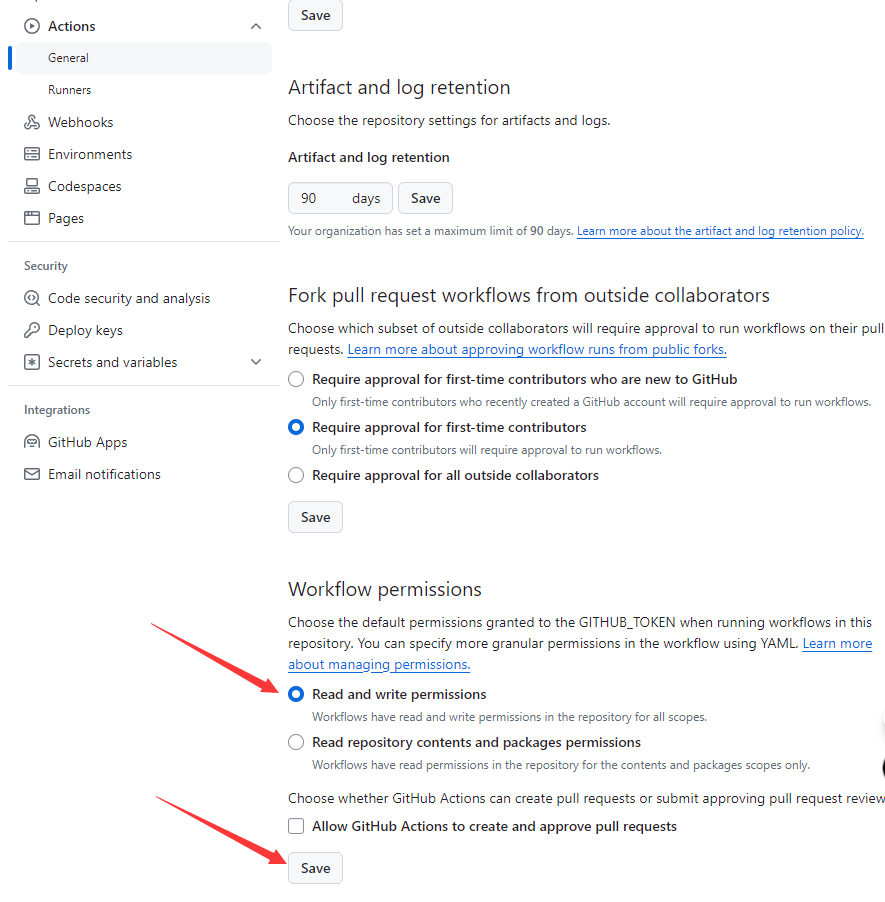 Actions
General
Runners
Webhooks
Environments
Codespaces
Pages
Security
Code security and analysis
Deploy keys
Secrets and variables
Integrations
GitHub Apps
Email notifications
Save
Artifact and log retention
Choose the repository settings for artifacts and logs.
Artifact and log retention
90 days Save
Your organization has set a maximum limit of 90 days. Learn more about the artifact and log retention policy.
Fork pull request workflows from outside collaborators
Choose which subset of outside collaborators will require approval to run workflows on their pull
requests. Learn more about approving workflow runs from public forks.
Require approval for first-time contributors who are new to GitHub
Only first-time contributors who recently created a GitHub account will require approval to run workflows.
Require approval for first-time contributors
Only first-time contributors will require approval to run workflows.
Require approval for all outside collaborators
Save
Workflow permissions
Choose the default permissions granted to the GITHUB_TOKEN when running workflows in this
repository. You can specify more granular permissions in the workflow using YAML. Learn more
about managing permissions.
Read and write permissions
Workflows have read and write permissions in the repository for all scopes.
Read repository contents and packages permissions
Workflows have read permissions in the repository for the contents and packages scopes only.
Choose whether GitHub Actions can create pull requests or submit approving pull request review
Allow GitHub Actions to create and approve pull requests
Save